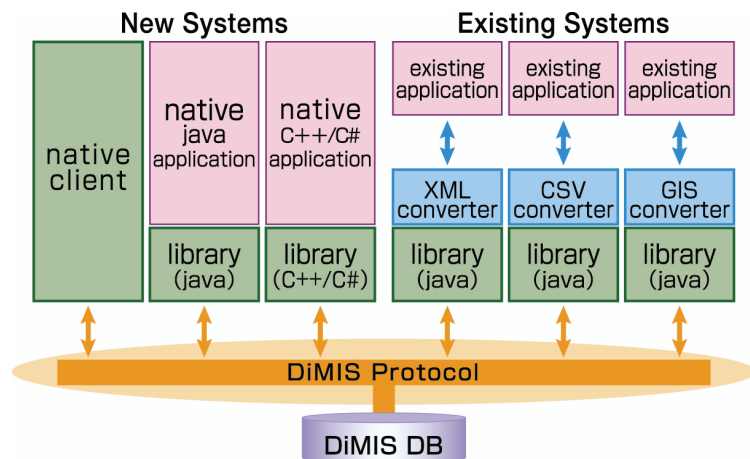 New Systems
Existing Systems
native
client
native
java
application
native
C++/C#
application
existing
application
existing
application
existing
application
XML
converter
CSV
converter
GIS
converter
library
(java)
library
(C++/C#)
library
(java)
library
(java)
library
(java)
DiMIS Protocol
DiMIS DB